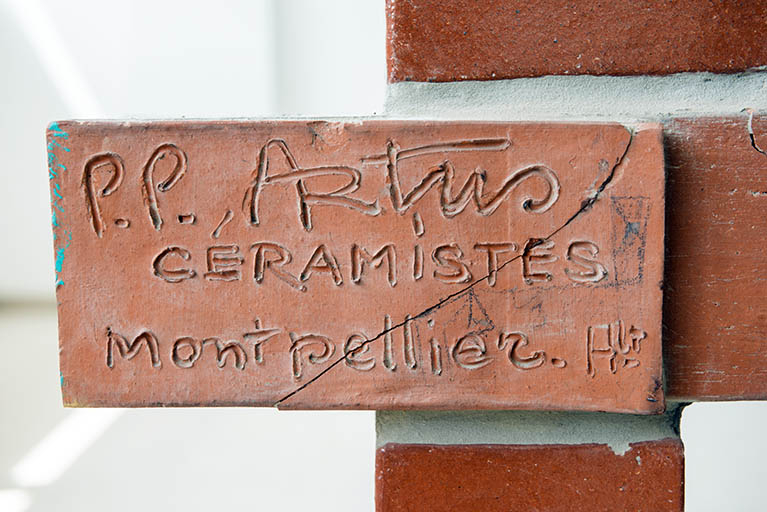 P.P. Artus
CÉRAMISTES
Montpellier. Hlt